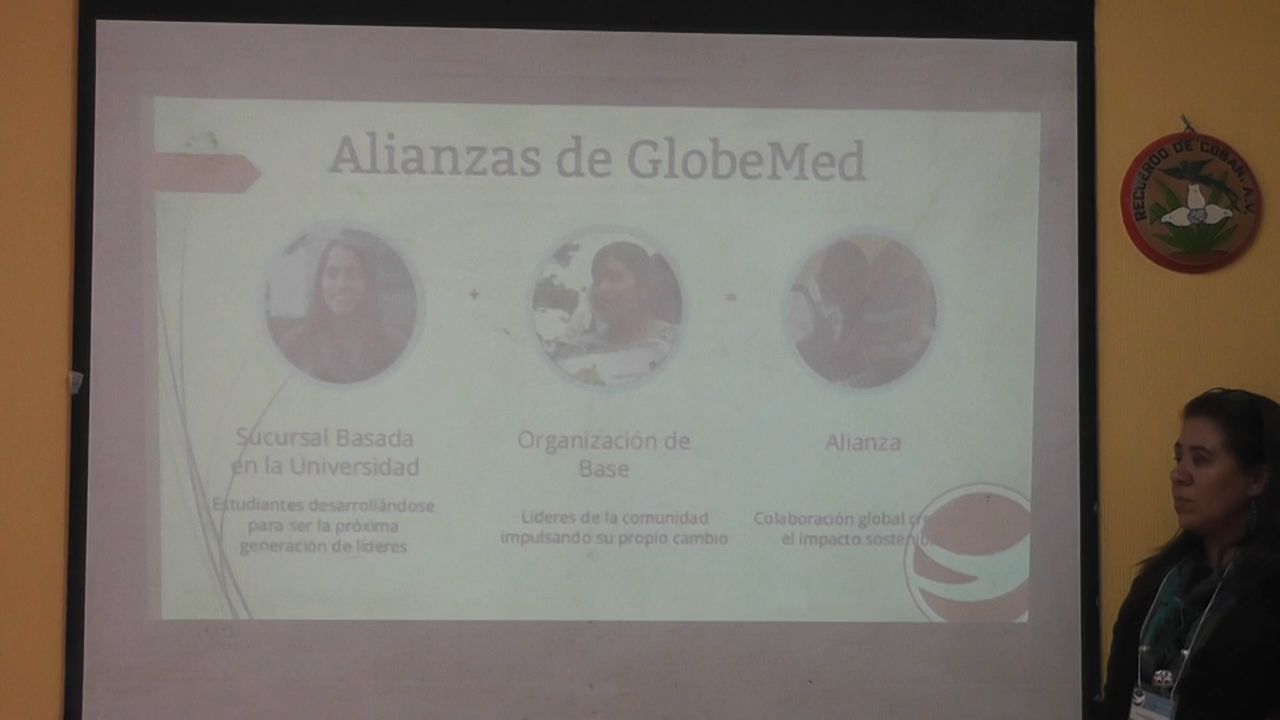 Alianzas de GlobeMed
RECUERDO DE COBAN, A.V.
+
=
Sucursal Basada
en la Universidad
Estudiantes desarrollándose
para ser la próxima
generación de líderes
Organización de
Base
Líderes de la comunidad
impulsando su propio cambio
Alianza
Colaboración global
el impacto